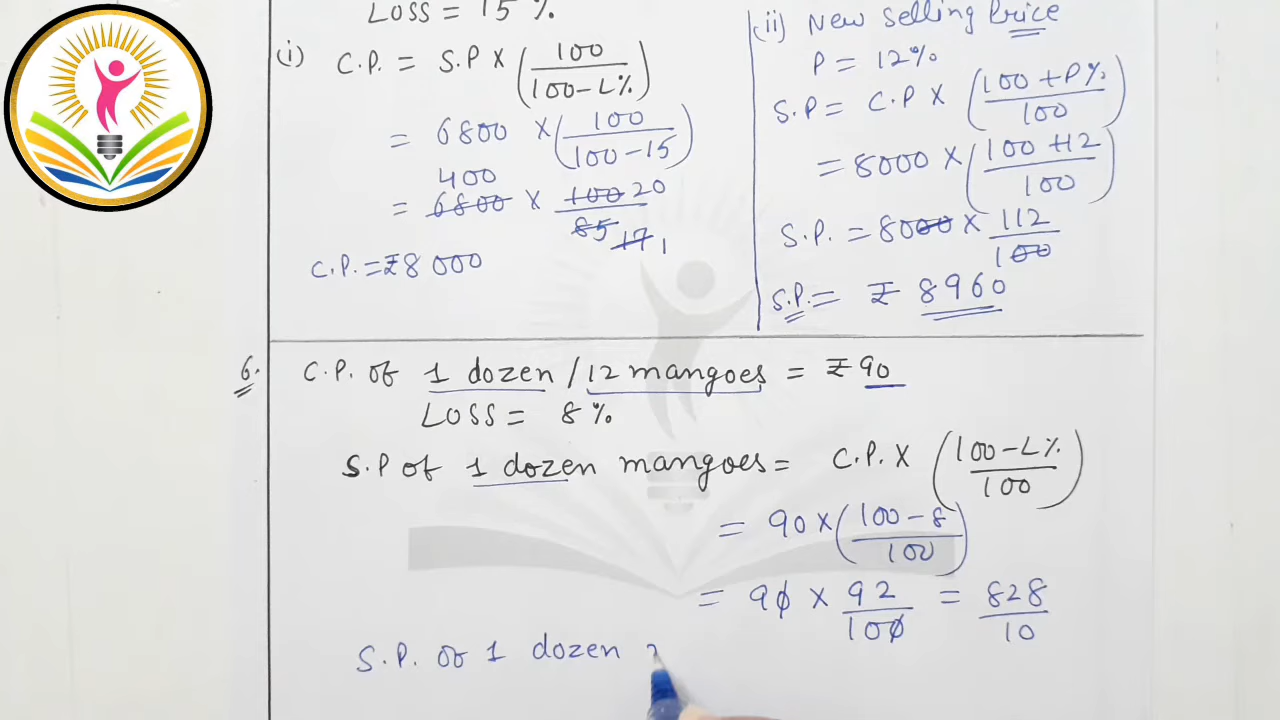 Loss = 15 %
(i) C.P. = S.P × (100/100-L%)
= 6800 × (100/100-15)
400
= 6800 × 100 20/85 17 1
C.P. = ₹8 000
(ii) New Selling Price
P = 12%
S.P = C.P × (100+P%/100)
= 8000 × (100+12/100)
S.P. = 8000 × 112/100
S.P. = ₹ 8960
6. C.P. of 1 dozen / 12 mangoes = ₹90
Loss = 8 %
S.P of 1 dozen mangoes = C.P. × (100-L%/100)
= 90 × (100-8/100)
= 90 × 92/100 = 828/10
S.P. of 1 dozen